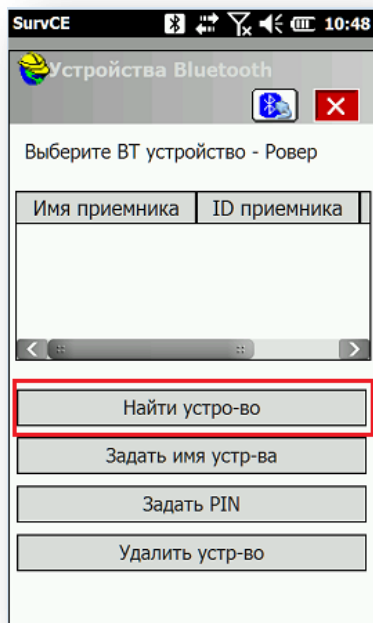 SurvCE 10:48
Устройства Bluetooth
Выберите BT устройство - Ровер
Имя приемника ID приемника
Найти устро-во
Задать имя устр-ва
Задать PIN
Удалить устр-во